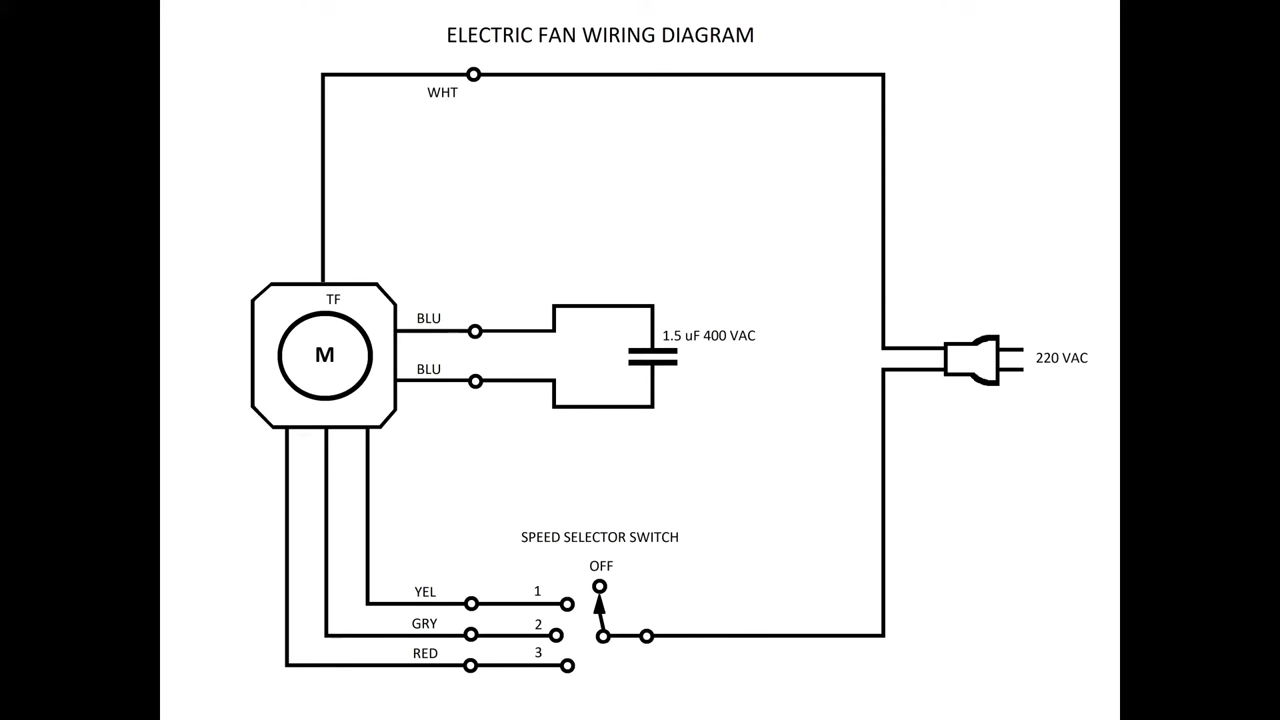 ELECTRIC FAN WIRING DIAGRAM
WHT
TF
M
BLU
BLU
1.5 uF 400 VAC
220 VAC
SPEED SELECTOR SWITCH
OFF
YEL 1
GRY 2
RED 3